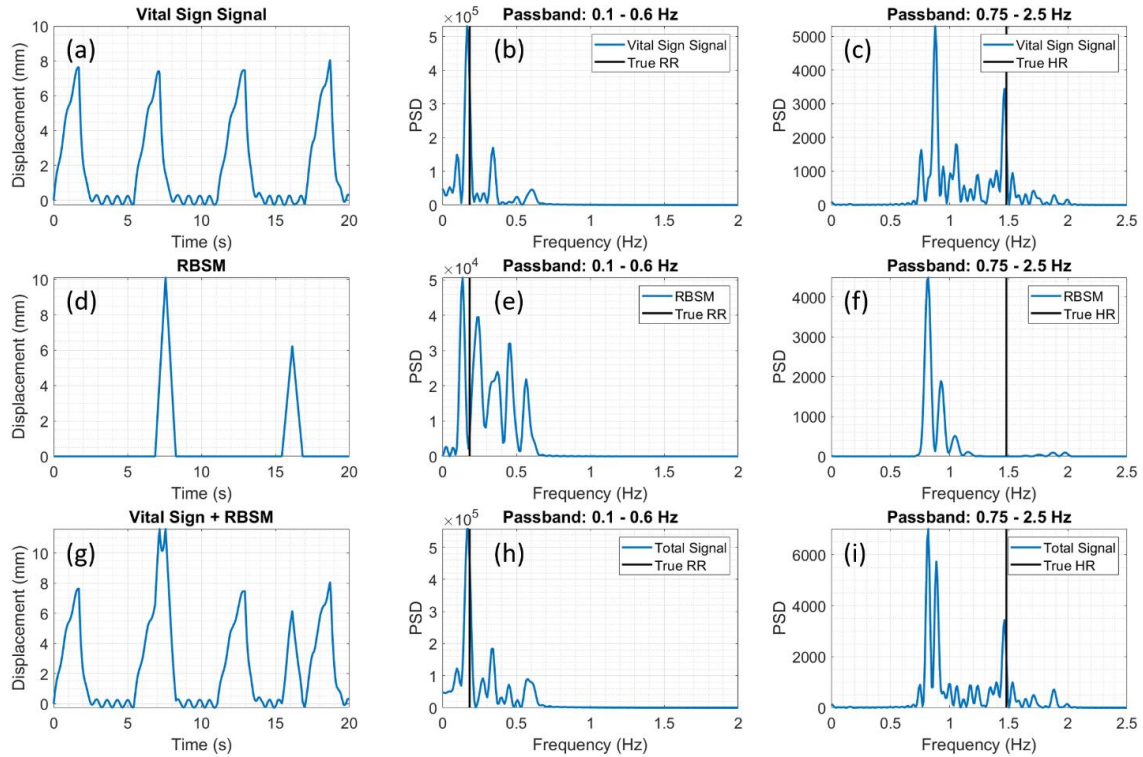 Vital Sign Signal
(a)
Displacement (mm)
10
8
6
4
2
0
0 5 10 15 20
Time (s)
×10⁵ Passband: 0.1 - 0.6 Hz
(b)
Vital Sign Signal
True RR
PSD
5
4
3
2
1
0
0 0.5 1 1.5 2
Frequency (Hz)
Passband: 0.75 - 2.5 Hz
(c)
Vital Sign Signal
True HR
PSD
5000
4000
3000
2000
1000
0
0 0.5 1 1.5 2 2.5
Frequency (Hz)
RBSM
(d)
Displacement (mm)
10
8
6
4
2
0
0 5 10 15 20
Time (s)
×10⁴ Passband: 0.1 - 0.6 Hz
(e)
RBSM
True RR
PSD
5
4
3
2
1
0
0 0.5 1 1.5 2
Frequency (Hz)
Passband: 0.75 - 2.5 Hz
(f)
RBSM
True HR
PSD
4000
3000
2000
1000
0
0 0.5 1 1.5 2 2.5
Frequency (Hz)
Vital Sign + RBSM
(g)
Displacement (mm)
10
8
6
4
2
0
0 5 10 15 20
Time (s)
×10⁵ Passband: 0.1 - 0.6 Hz
(h)
Total Signal
True RR
PSD
5
4
3
2
1
0
0 0.5 1 1.5 2
Frequency (Hz)
Passband: 0.75 - 2.5 Hz
(i)
Total Signal
True HR
PSD
6000
4000
2000
0
0 0.5 1 1.5 2 2.5
Frequency (Hz)